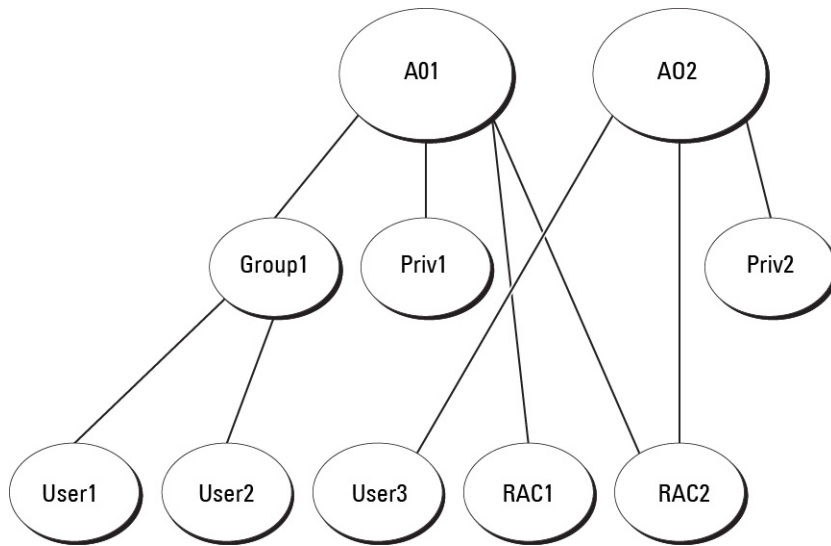 A01
AO2
Group1
Priv1
Priv2
User1
User2
User3
RAC1
RAC2